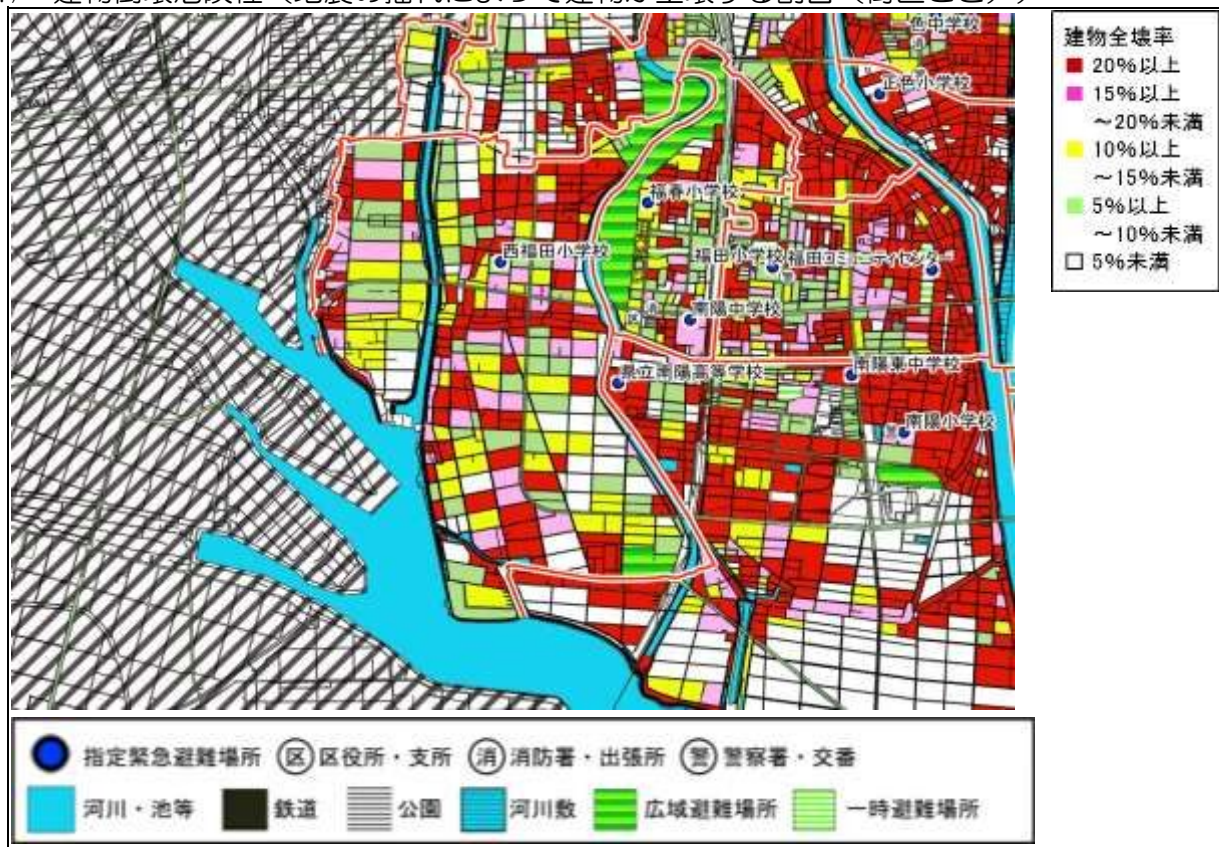 建物全壊率
20%以上
15%以上
～20%未満
10%以上
～15%未満
5%以上
～10%未満
5%未満
色中学校
正色小学校
福春小学校
西福田小学校
福田小学校
福田コミュニティセンター
消
区
南陽中学校
県立南陽高等学校
南陽東中学校
南陽小学校
指定緊急避難場所 区 区役所・支所 消 消防署・出張所 警 警察署・交番
河川・池等 鉄道 公園 河川敷 広域避難場所 一時避難場所